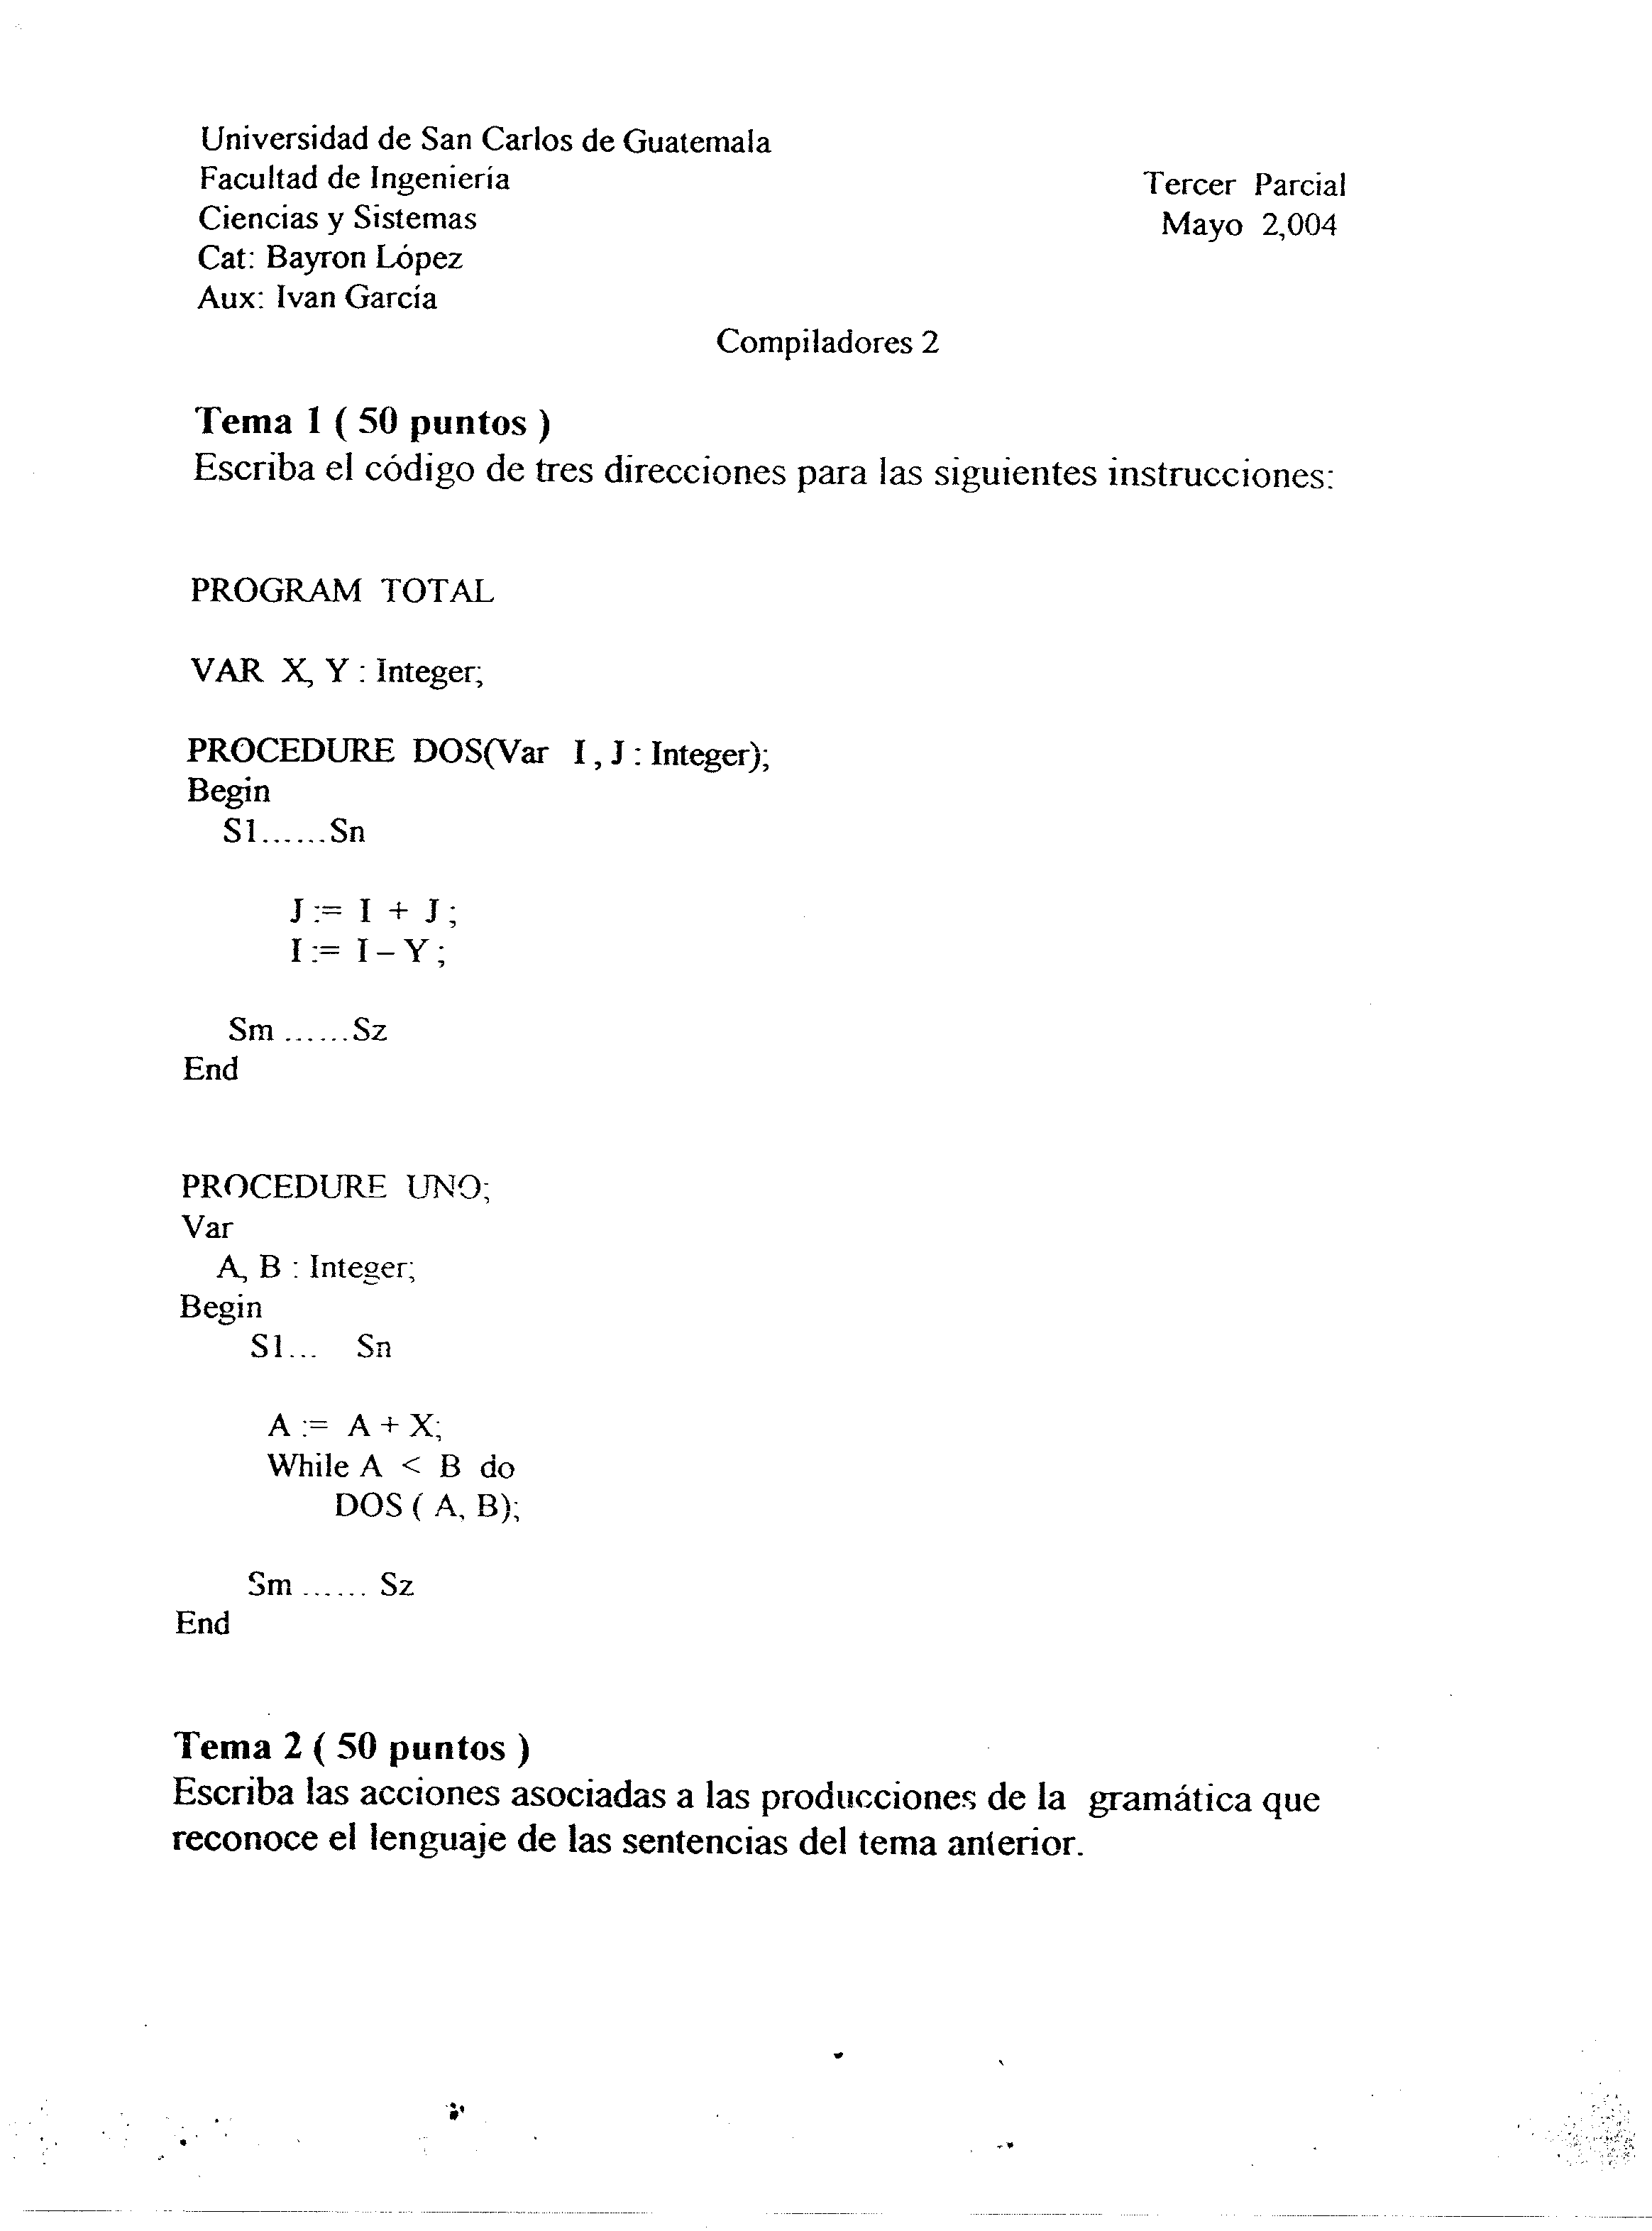 Universidad de San Carlos de Guatemala
Facultad de Ingeniería
Tercer Parcial
Ciencias y Sistemas
Mayo 2,004
Cat: Bayron López
Aux: Ivan García
Compiladores 2
Tema 1 ( 50 puntos )
Escriba el código de tres direcciones para las siguientes instrucciones:
PROGRAM TOTAL
VAR X, Y : Integer;
PROCEDURE DOS(Var I , J : Integer);
Begin
S1......Sn
J := I + J ;
I := I – Y ;
Sm ......Sz
End
PROCEDURE UNO;
Var
A, B : Integer;
Begin
S1... Sn
A := A + X;
While A < B do
DOS ( A, B);
Sm ...... Sz
End
Tema 2 ( 50 puntos )
Escriba las acciones asociadas a las producciones de la gramática que
reconoce el lenguaje de las sentencias del tema anterior.